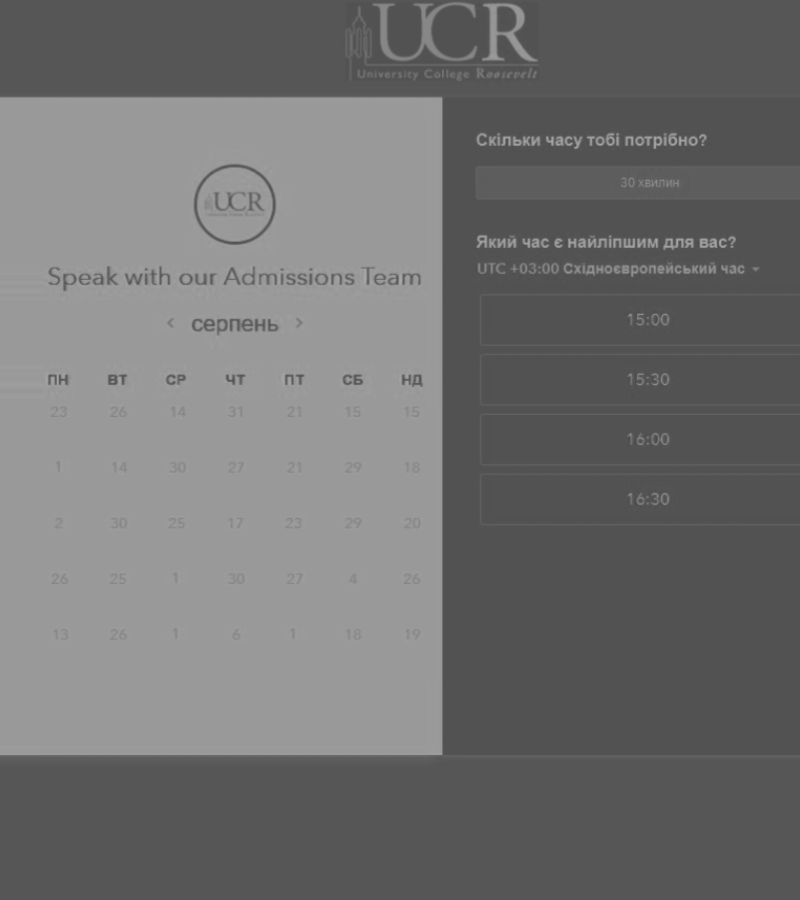 UCR
University College Roosevelt
UCR
Speak with our Admissions Team
< серпень >
ПН ВТ СР ЧТ ПТ СБ НД
23 26 14 31 21 15 15
1 14 30 27 21 29 18
2 30 25 17 23 29 20
26 25 1 30 27 4 26
13 26 1 6 1 18 19
Скільки часу тобі потрібно?
30 хвилин
Який час є найліпшим для вас?
UTC +03:00 Східноєвропейський час
15:00
15:30
16:00
16:30